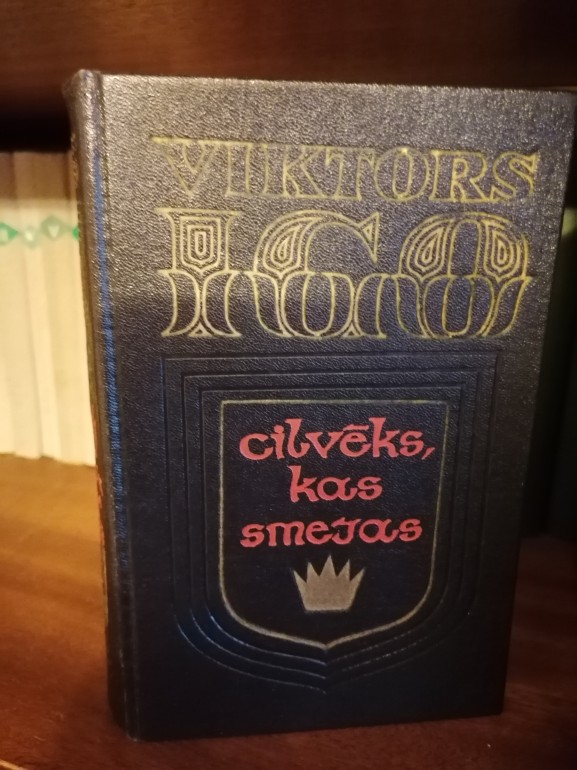 VIKTORS
IGO
cilvēks,
kas
smejas